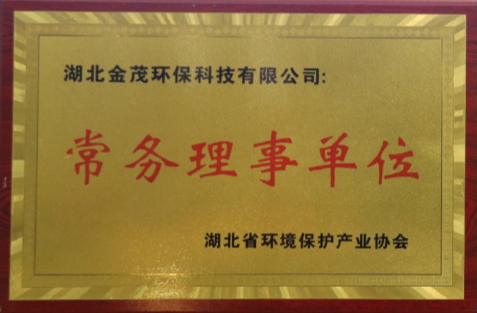 湖北金茂环保科技有限公司:
常务理事单位
湖北省环境保护产业协会